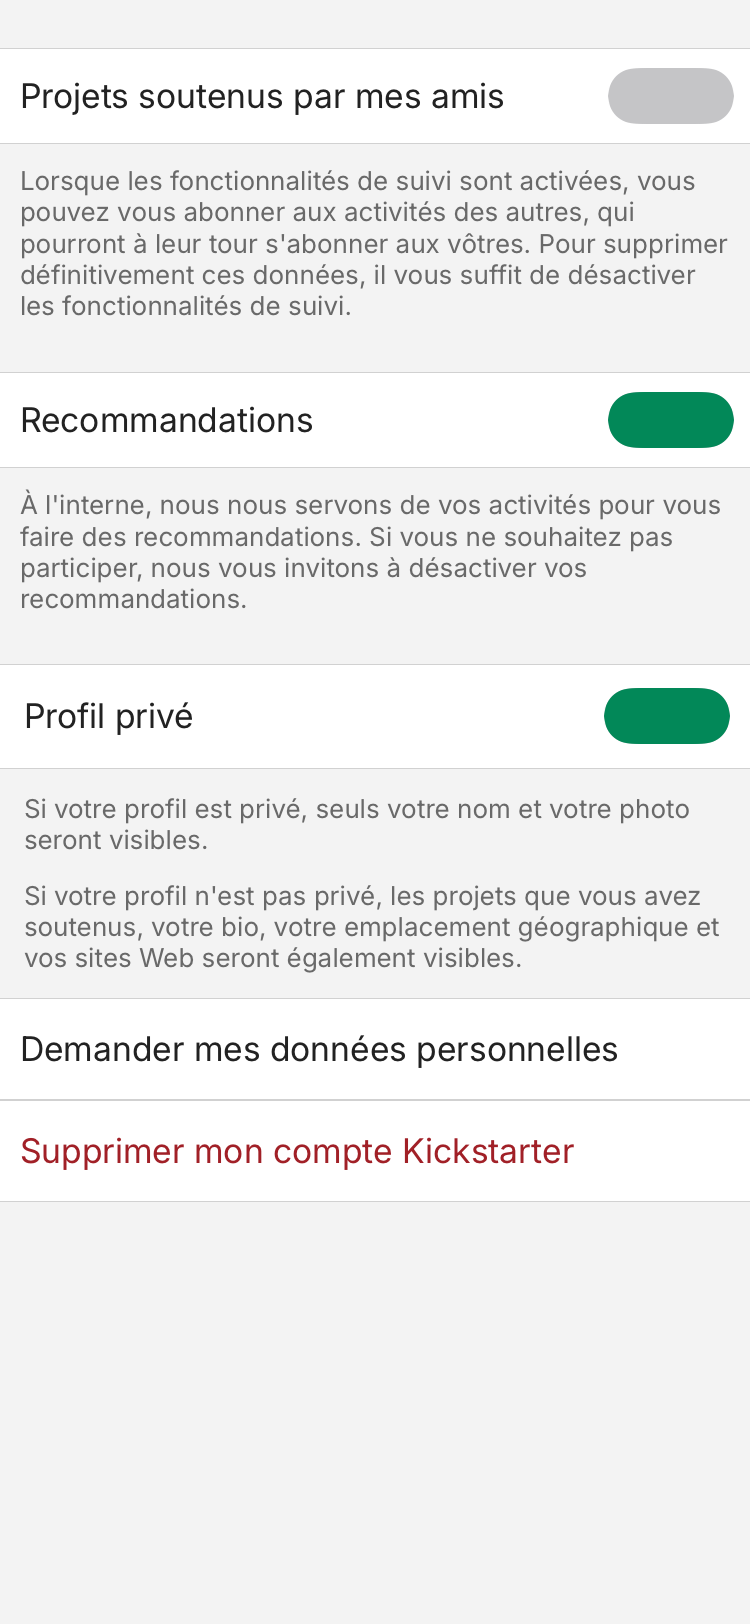 Projets soutenus par mes amis
Lorsque les fonctionnalités de suivi sont activées, vous
pouvez vous abonner aux activités des autres, qui
pourront à leur tour s'abonner aux vôtres. Pour supprimer
définitivement ces données, il vous suffit de désactiver
les fonctionnalités de suivi.
Recommandations
À l'interne, nous nous servons de vos activités pour vous
faire des recommandations. Si vous ne souhaitez pas
participer, nous vous invitons à désactiver vos
recommandations.
Profil privé
Si votre profil est privé, seuls votre nom et votre photo
seront visibles.
Si votre profil n'est pas privé, les projets que vous avez
soutenus, votre bio, votre emplacement géographique et
vos sites Web seront également visibles.
Demander mes données personnelles
Supprimer mon compte Kickstarter